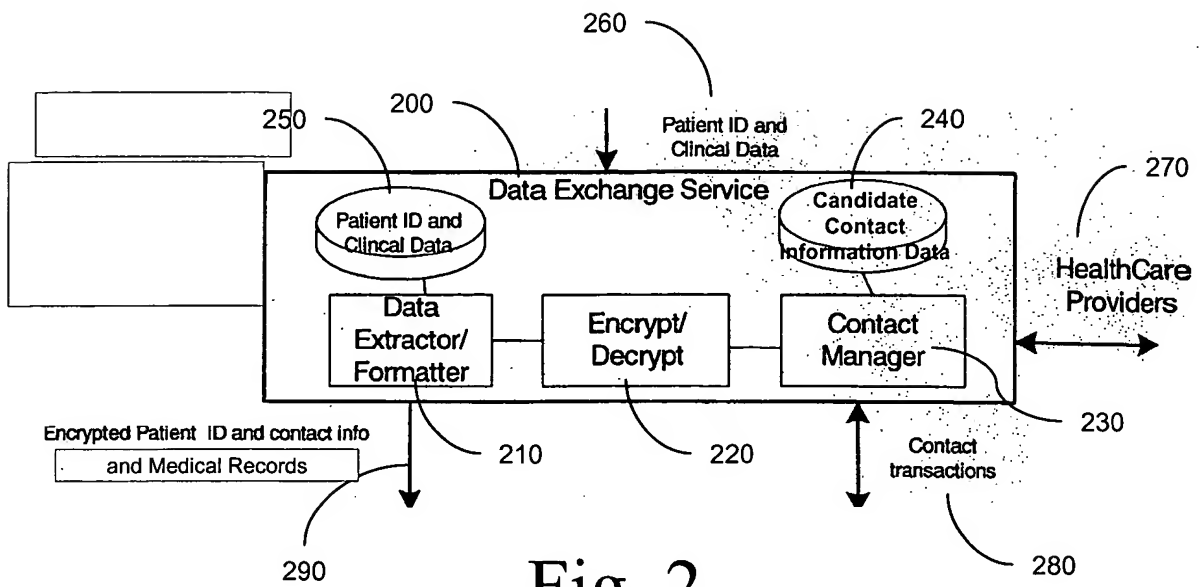 260
250
200
Patient ID and
Clincal Data
240
270
Data Exchange Service
Patient ID and
Clincal Data
Candidate
Contact
Information Data
HealthCare
Providers
Data
Extractor/
Formatter
Encrypt/
Decrypt
Contact
Manager
Encrypted Patient ID and contact info
and Medical Records
210
220
230
Contact
transactions
290
280
Fig. 2